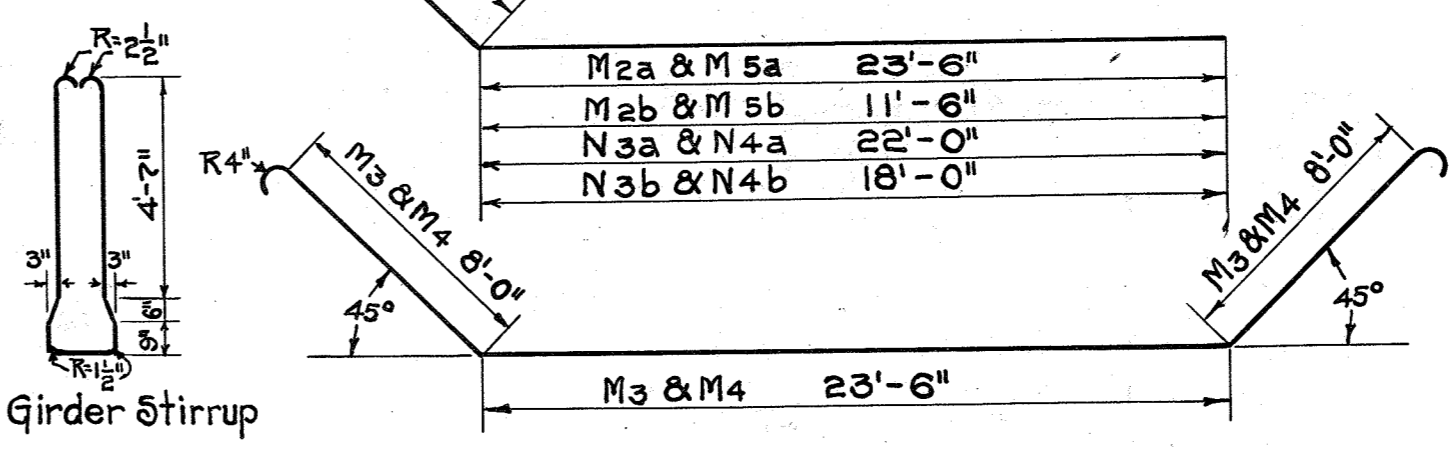 R=2½"
4'-7"
3" 3"
6"
9"
R=1½"
Girder Stirrup
M2a & M5a 23'-6"
M2b & M5b 11'-6"
N3a & N4a 22'-0"
N3b & N4b 18'-0"
R4"
M3 & M4 8'-0"
45°
M3 & M4 8'-0"
45°
M3 & M4 23'-6"